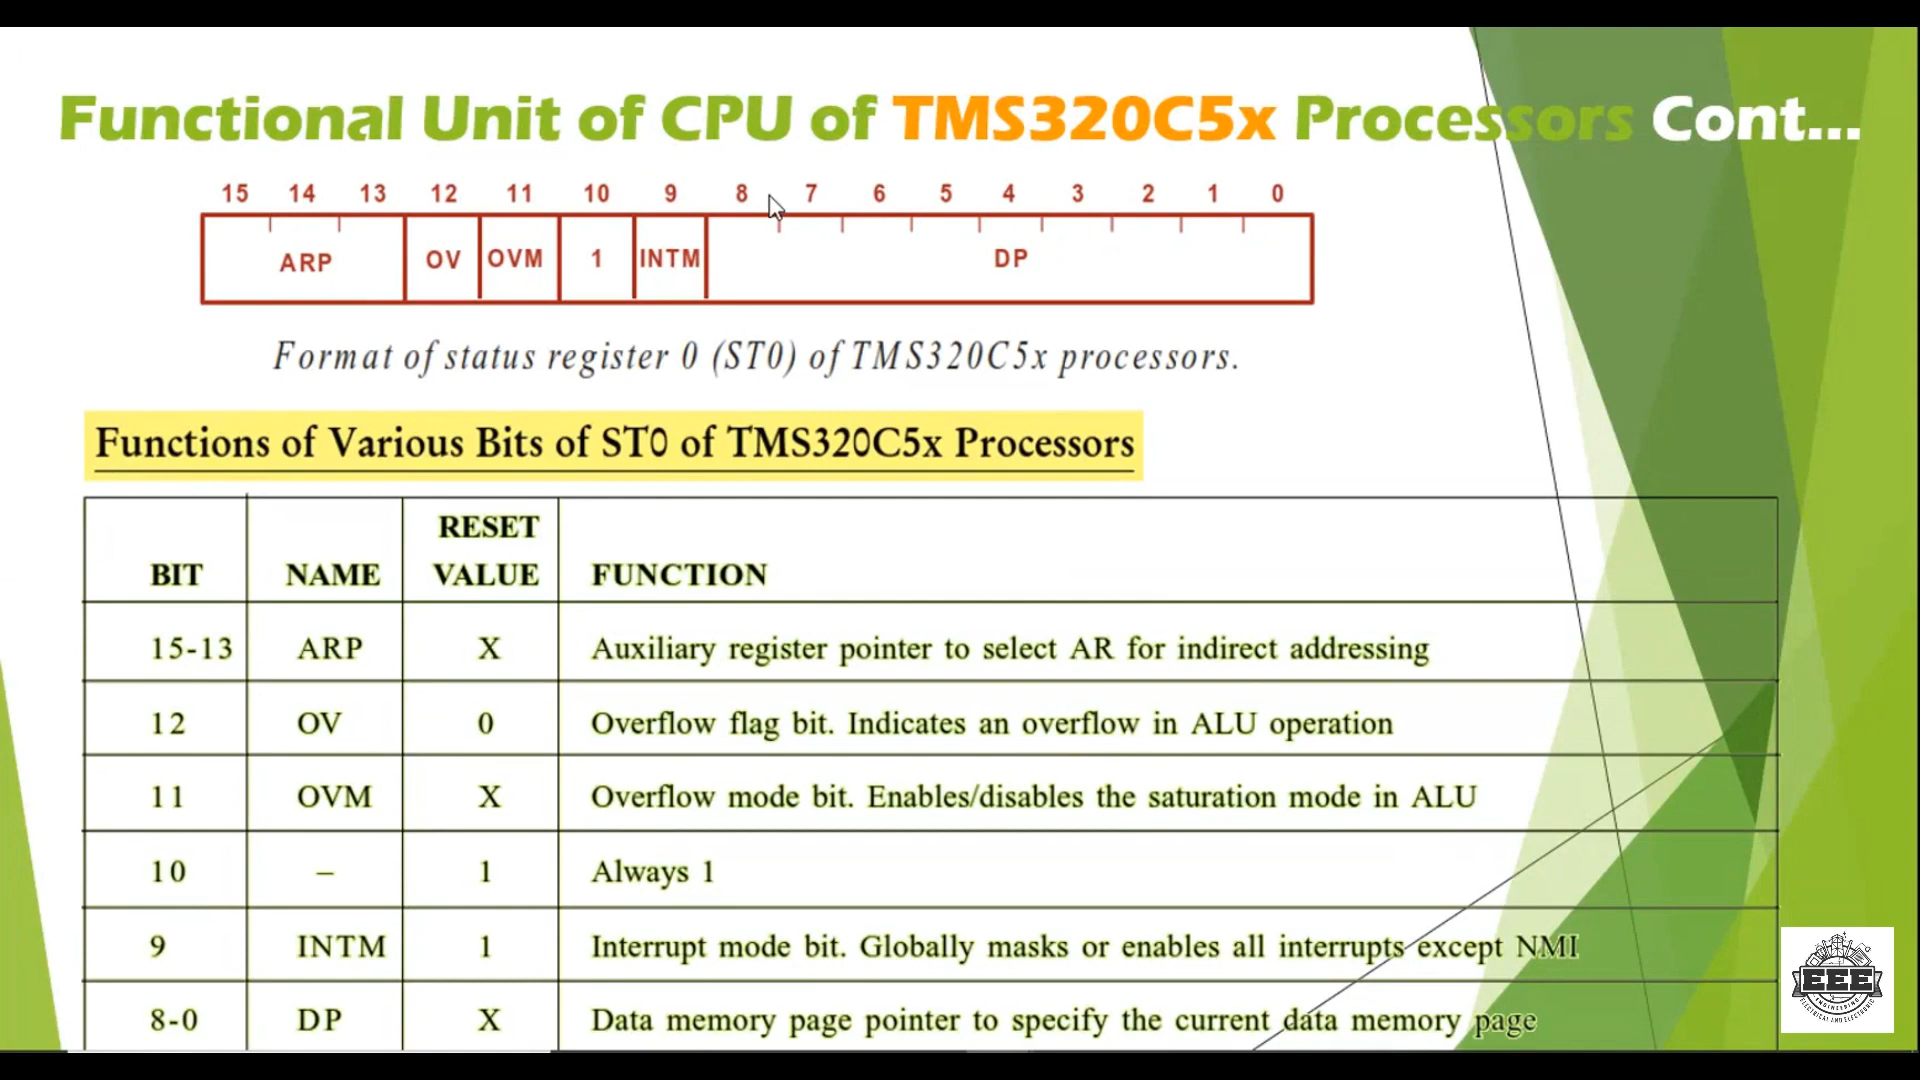 Functional Unit of CPU of TMS320C5x Processors Cont...
15 14 13 12 11 10 9 8 7 6 5 4 3 2 1 0
ARP OV OVM 1 INTM DP
Format of status register 0 (ST0) of TMS320C5x processors.
Functions of Various Bits of ST0 of TMS320C5x Processors
BIT NAME RESET VALUE FUNCTION
15-13 ARP X Auxiliary register pointer to select AR for indirect addressing
12 OV 0 Overflow flag bit. Indicates an overflow in ALU operation
11 OVM X Overflow mode bit. Enables/disables the saturation mode in ALU
10 – 1 Always 1
9 INTM 1 Interrupt mode bit. Globally masks or enables all interrupts except NMI
8-0 DP X Data memory page pointer to specify the current data memory page
EEE
ENGINEERING
ELECTRICAL AND ELECTRONIC